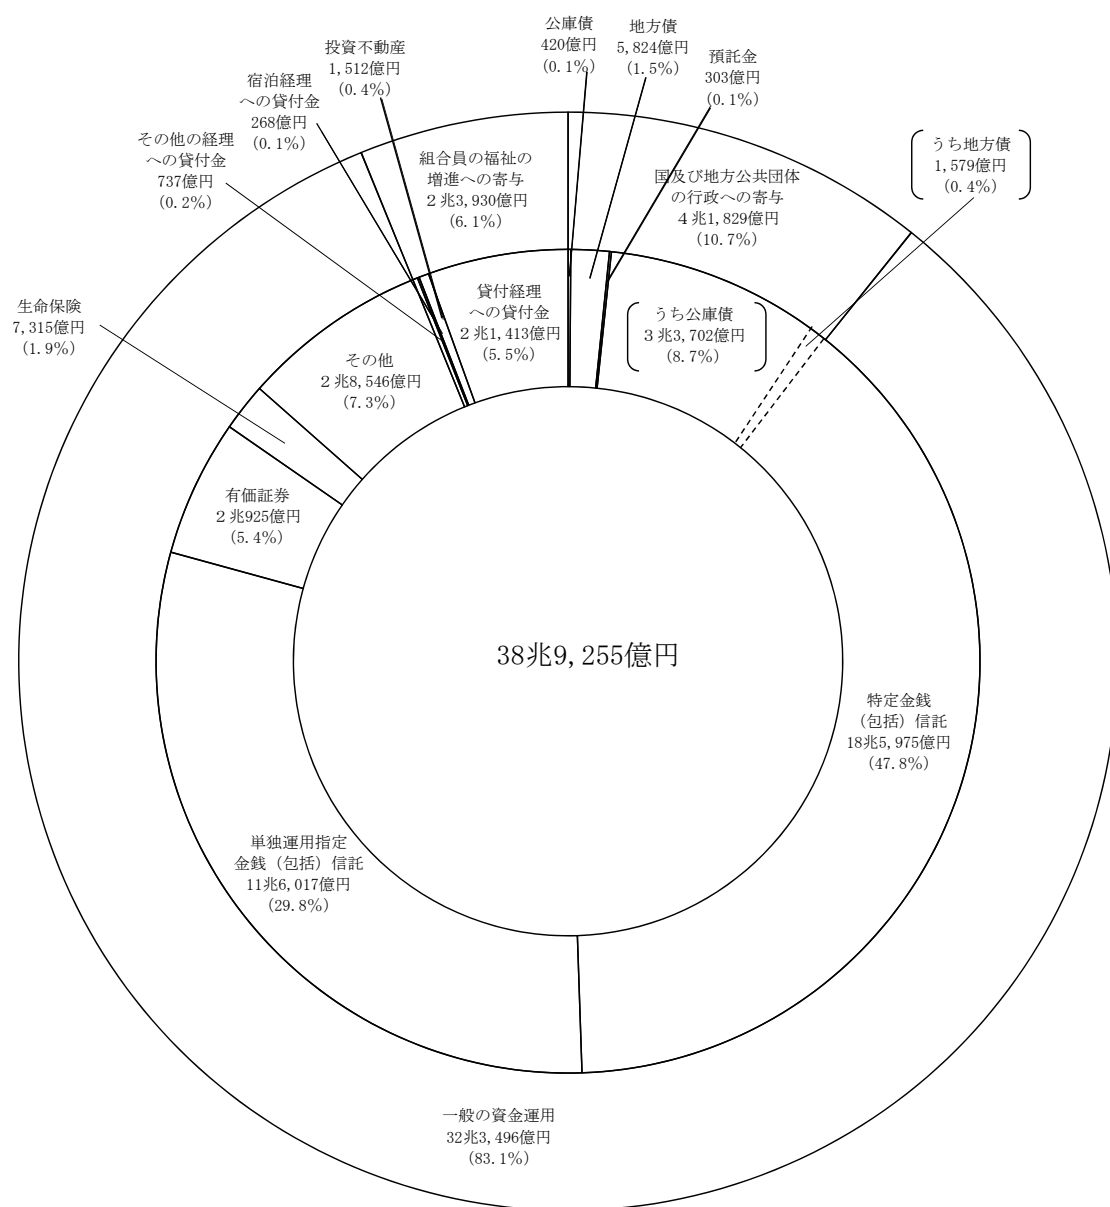 公庫債
420億円
(0.1%)
地方債
5,824億円
(1.5%)
預託金
303億円
(0.1%)
投資不動産
1,512億円
(0.4%)
宿泊経理
への貸付金
268億円
(0.1%)
その他の経理
への貸付金
737億円
(0.2%)
組合員の福祉の
増進への寄与
2兆3,930億円
(6.1%)
国及び地方公共団体
の行政への寄与
4兆1,829億円
(10.7%)
うち地方債
1,579億円
(0.4%)
生命保険
7,315億円
(1.9%)
貸付経理
への貸付金
2兆1,413億円
(5.5%)
うち公庫債
3兆3,702億円
(8.7%)
その他
2兆8,546億円
(7.3%)
有価証券
2兆925億円
(5.4%)
38兆9,255億円
特定金銭
(包括)信託
18兆5,975億円
(47.8%)
単独運用指定
金銭(包括)信託
11兆6,017億円
(29.8%)
一般の資金運用
32兆3,496億円
(83.1%)